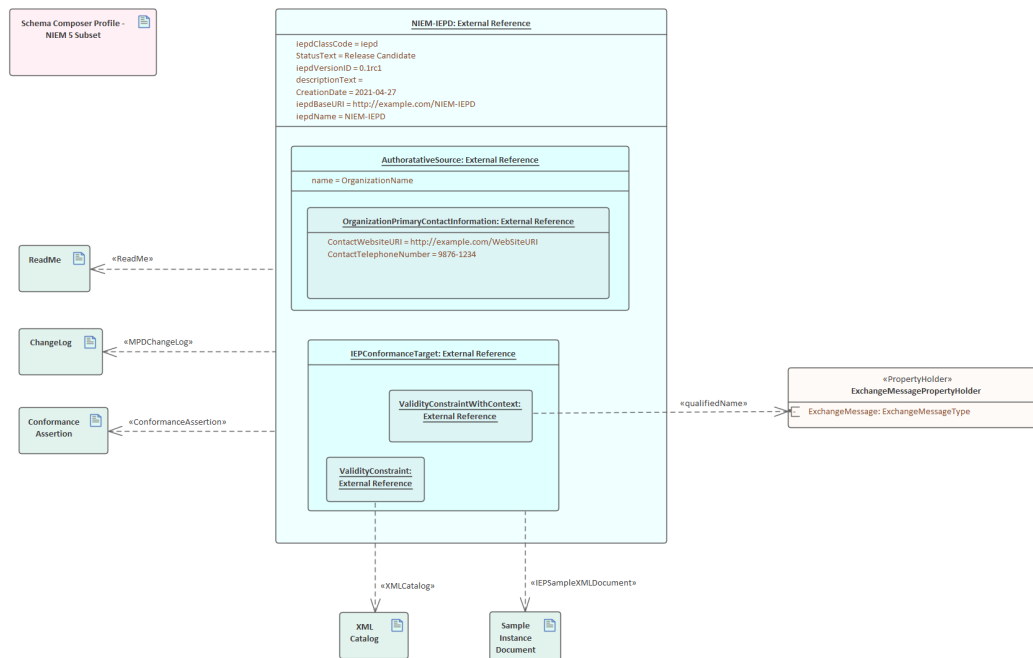 Schema Composer Profile -
NIEM 5 Subset
NIEM-IEPD: External Reference
iepdClassCode = iepd
StatusText = Release Candidate
iepdVersionID = 0.1rc1
descriptionText =
CreationDate = 2021-04-27
iepdBaseURI = http://example.com/NIEM-IEPD
iepdName = NIEM-IEPD
AuthoratativeSource: External Reference
name = OrganizationName
OrganizationPrimaryContactInformation: External Reference
ContactWebsiteURI = http://example.com/WebSiteURI
ContactTelephoneNumber = 9876-1234
ReadMe
«ReadMe»
ChangeLog
«MPDChangeLog»
Conformance
Assertion
«ConformanceAssertion»
IEPConformanceTarget: External Reference
ValidityConstraintWithContext:
External Reference
ValidityConstraint:
External Reference
«qualifiedName»
«PropertyHolder»
ExchangeMessagePropertyHolder
ExchangeMessage: ExchangeMessageType
«XMLCatalog»
«IEPSampleXMLDocument»
XML
Catalog
Sample
Instance
Document